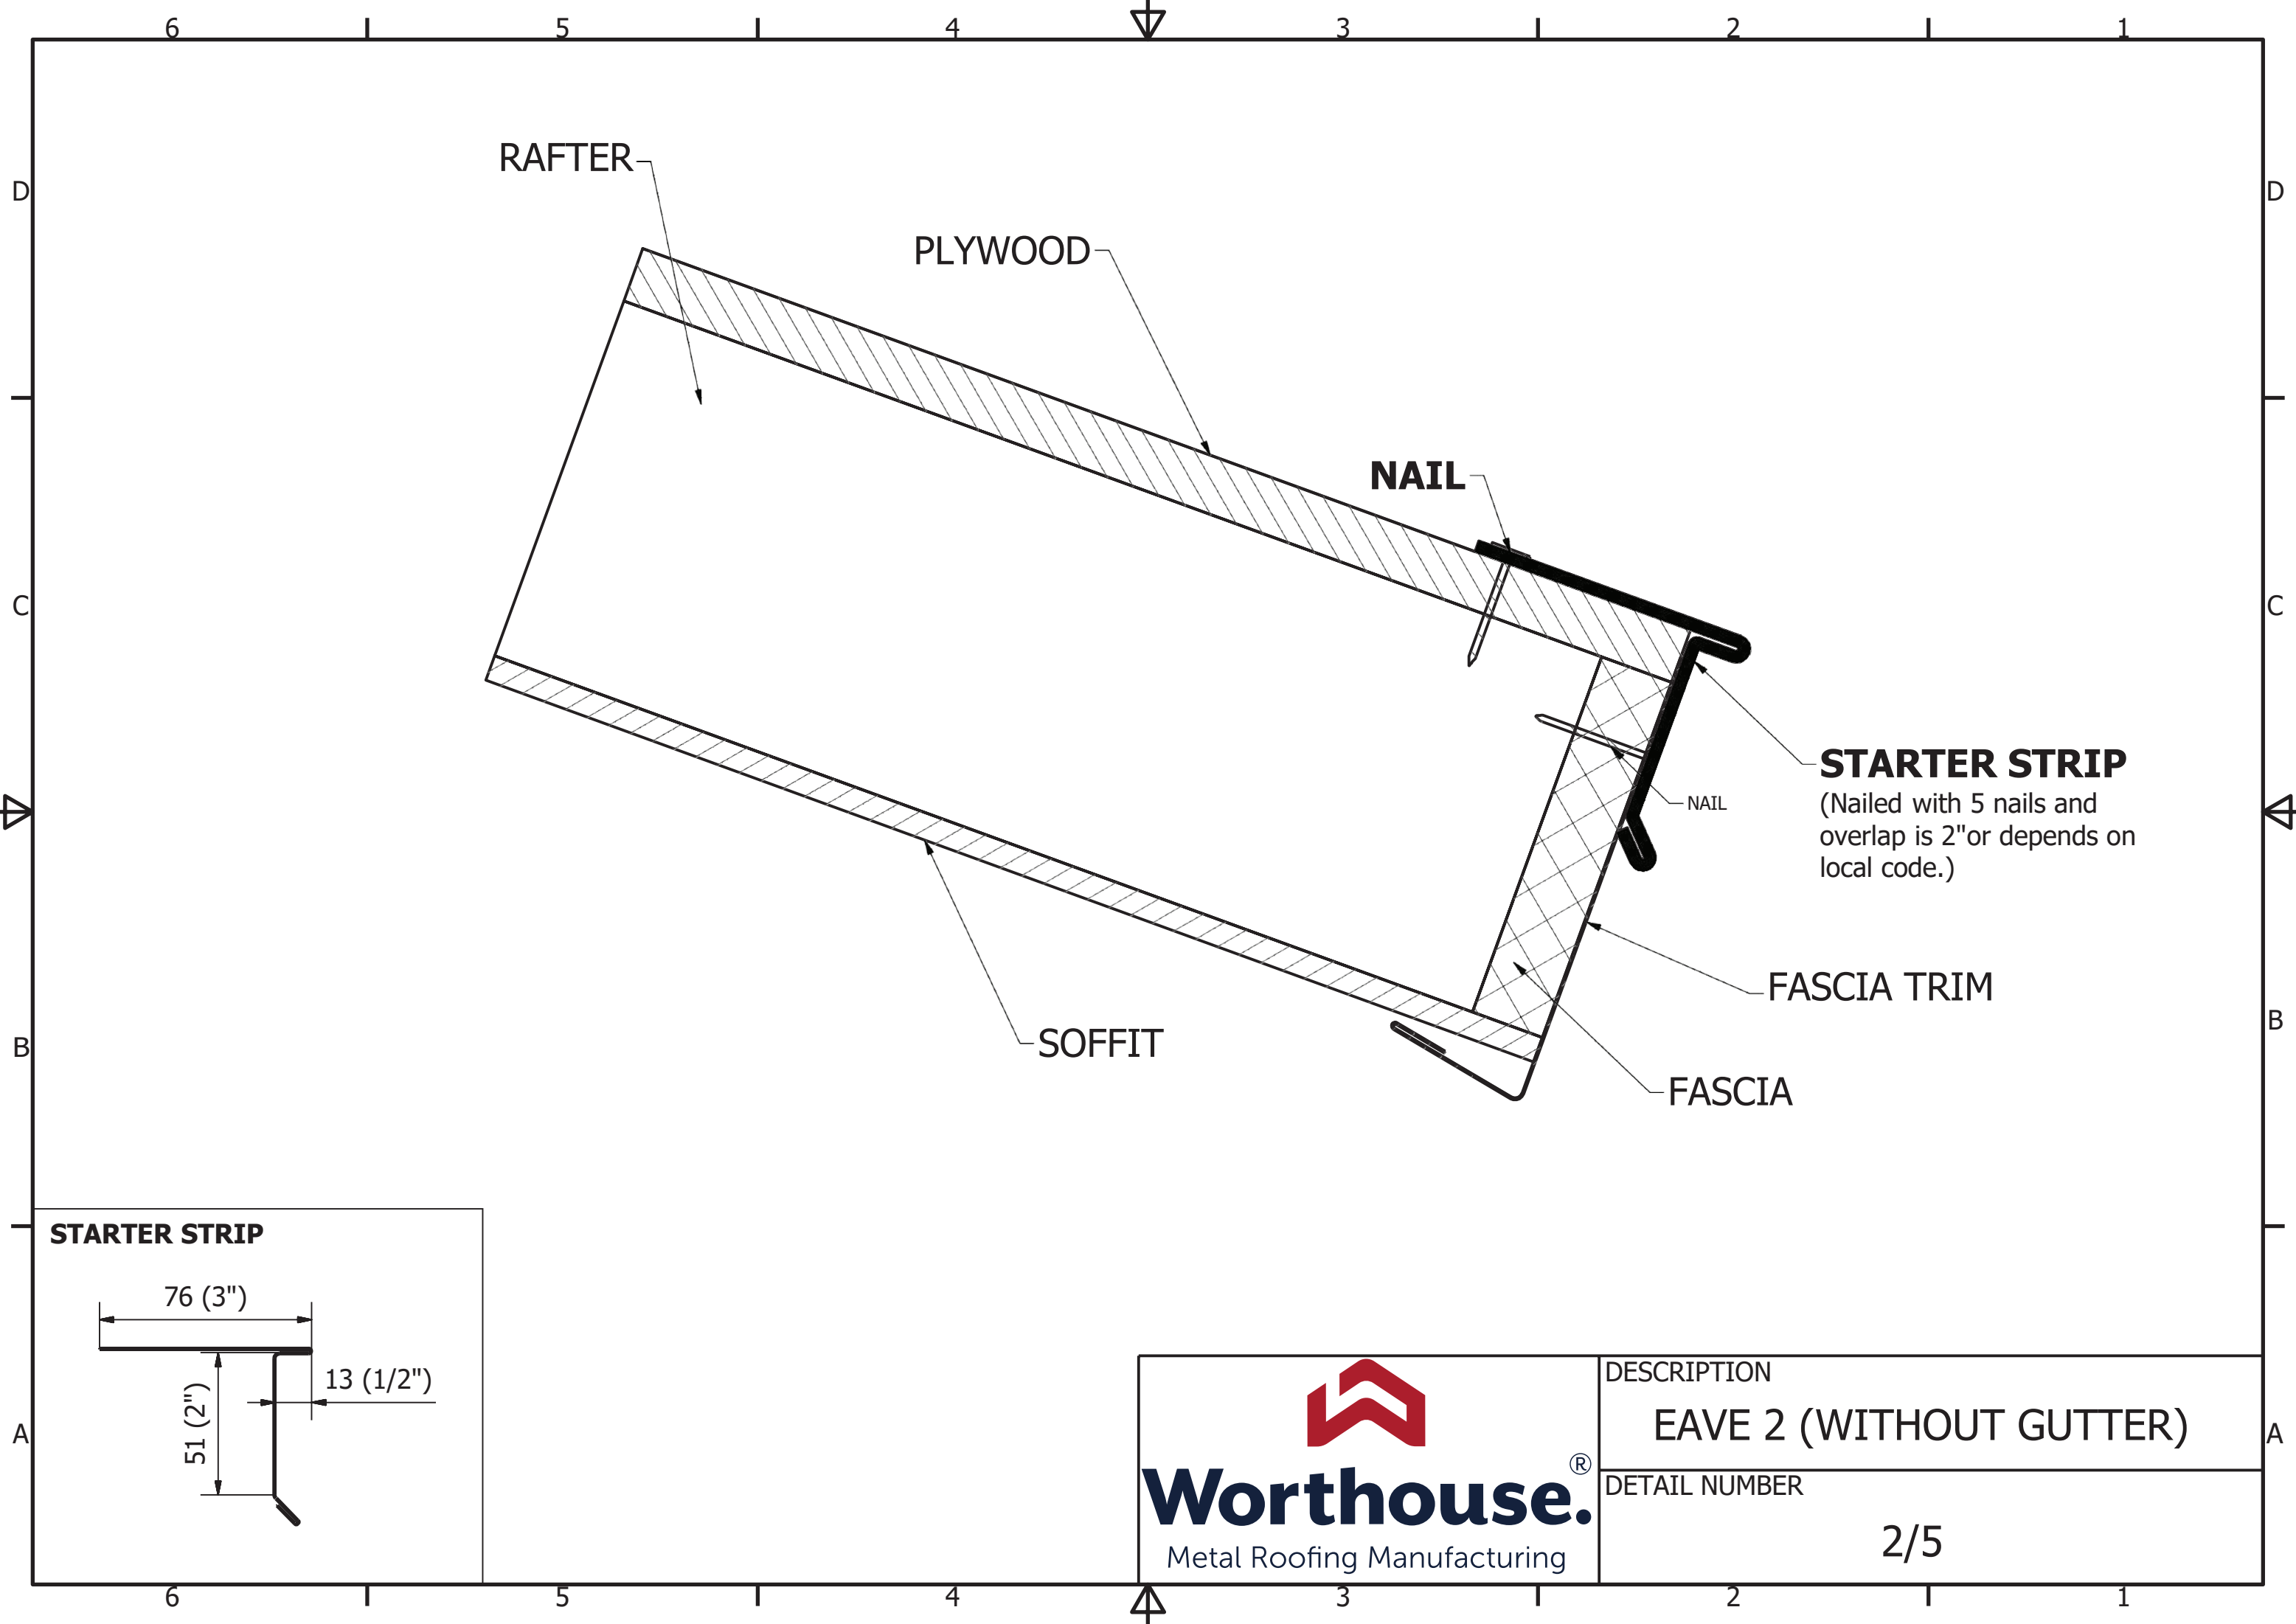 6 5 4 3 2 1
D D
RAFTER
PLYWOOD
NAIL
C C
STARTER STRIP
(Nailed with 5 nails and
overlap is 2"or depends on
local code.)
NAIL
FASCIA TRIM
B B
SOFFIT
FASCIA
STARTER STRIP
76 (3")
13 (1/2")
51 (2")
A A
Worthouse.®
Metal Roofing Manufacturing
DESCRIPTION
EAVE 2 (WITHOUT GUTTER)
DETAIL NUMBER
2/5
6 5 4 3 2 1